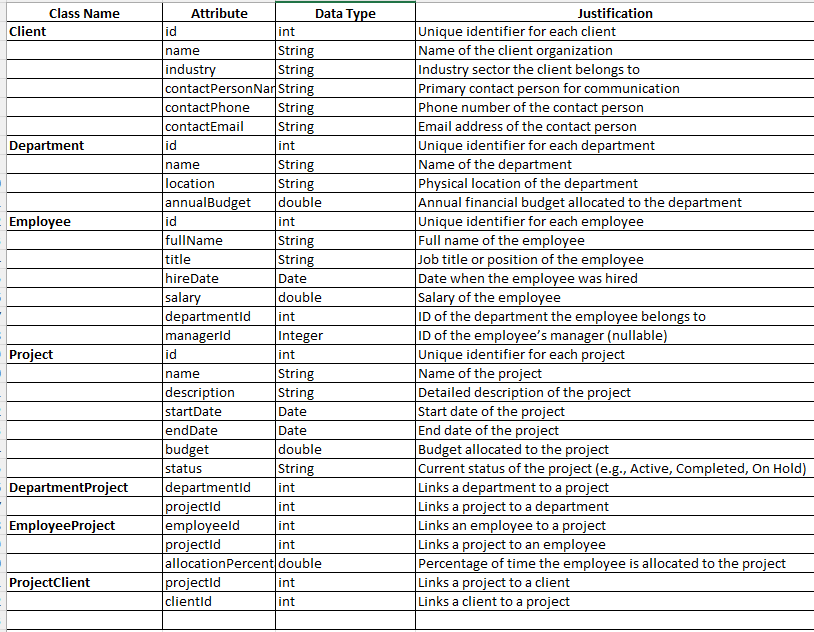 Class Name Attribute Data Type Justification
Client id int Unique identifier for each client
name String Name of the client organization
industry String Industry sector the client belongs to
contactPersonNar String Primary contact person for communication
contactPhone String Phone number of the contact person
contactEmail String Email address of the contact person
Department id int Unique identifier for each department
name String Name of the department
location String Physical location of the department
annualBudget double Annual financial budget allocated to the department
Employee id int Unique identifier for each employee
fullName String Full name of the employee
title String Job title or position of the employee
hireDate Date Date when the employee was hired
salary double Salary of the employee
departmentId int ID of the department the employee belongs to
managerId Integer ID of the employee’s manager (nullable)
Project id int Unique identifier for each project
name String Name of the project
description String Detailed description of the project
startDate Date Start date of the project
endDate Date End date of the project
budget double Budget allocated to the project
status String Current status of the project (e.g., Active, Completed, On Hold)
DepartmentProject departmentId int Links a department to a project
projectId int Links a project to a department
EmployeeProject employeeId int Links an employee to a project
projectId int Links a project to an employee
allocationPercent double Percentage of time the employee is allocated to the project
ProjectClient projectId int Links a project to a client
clientId int Links a client to a project